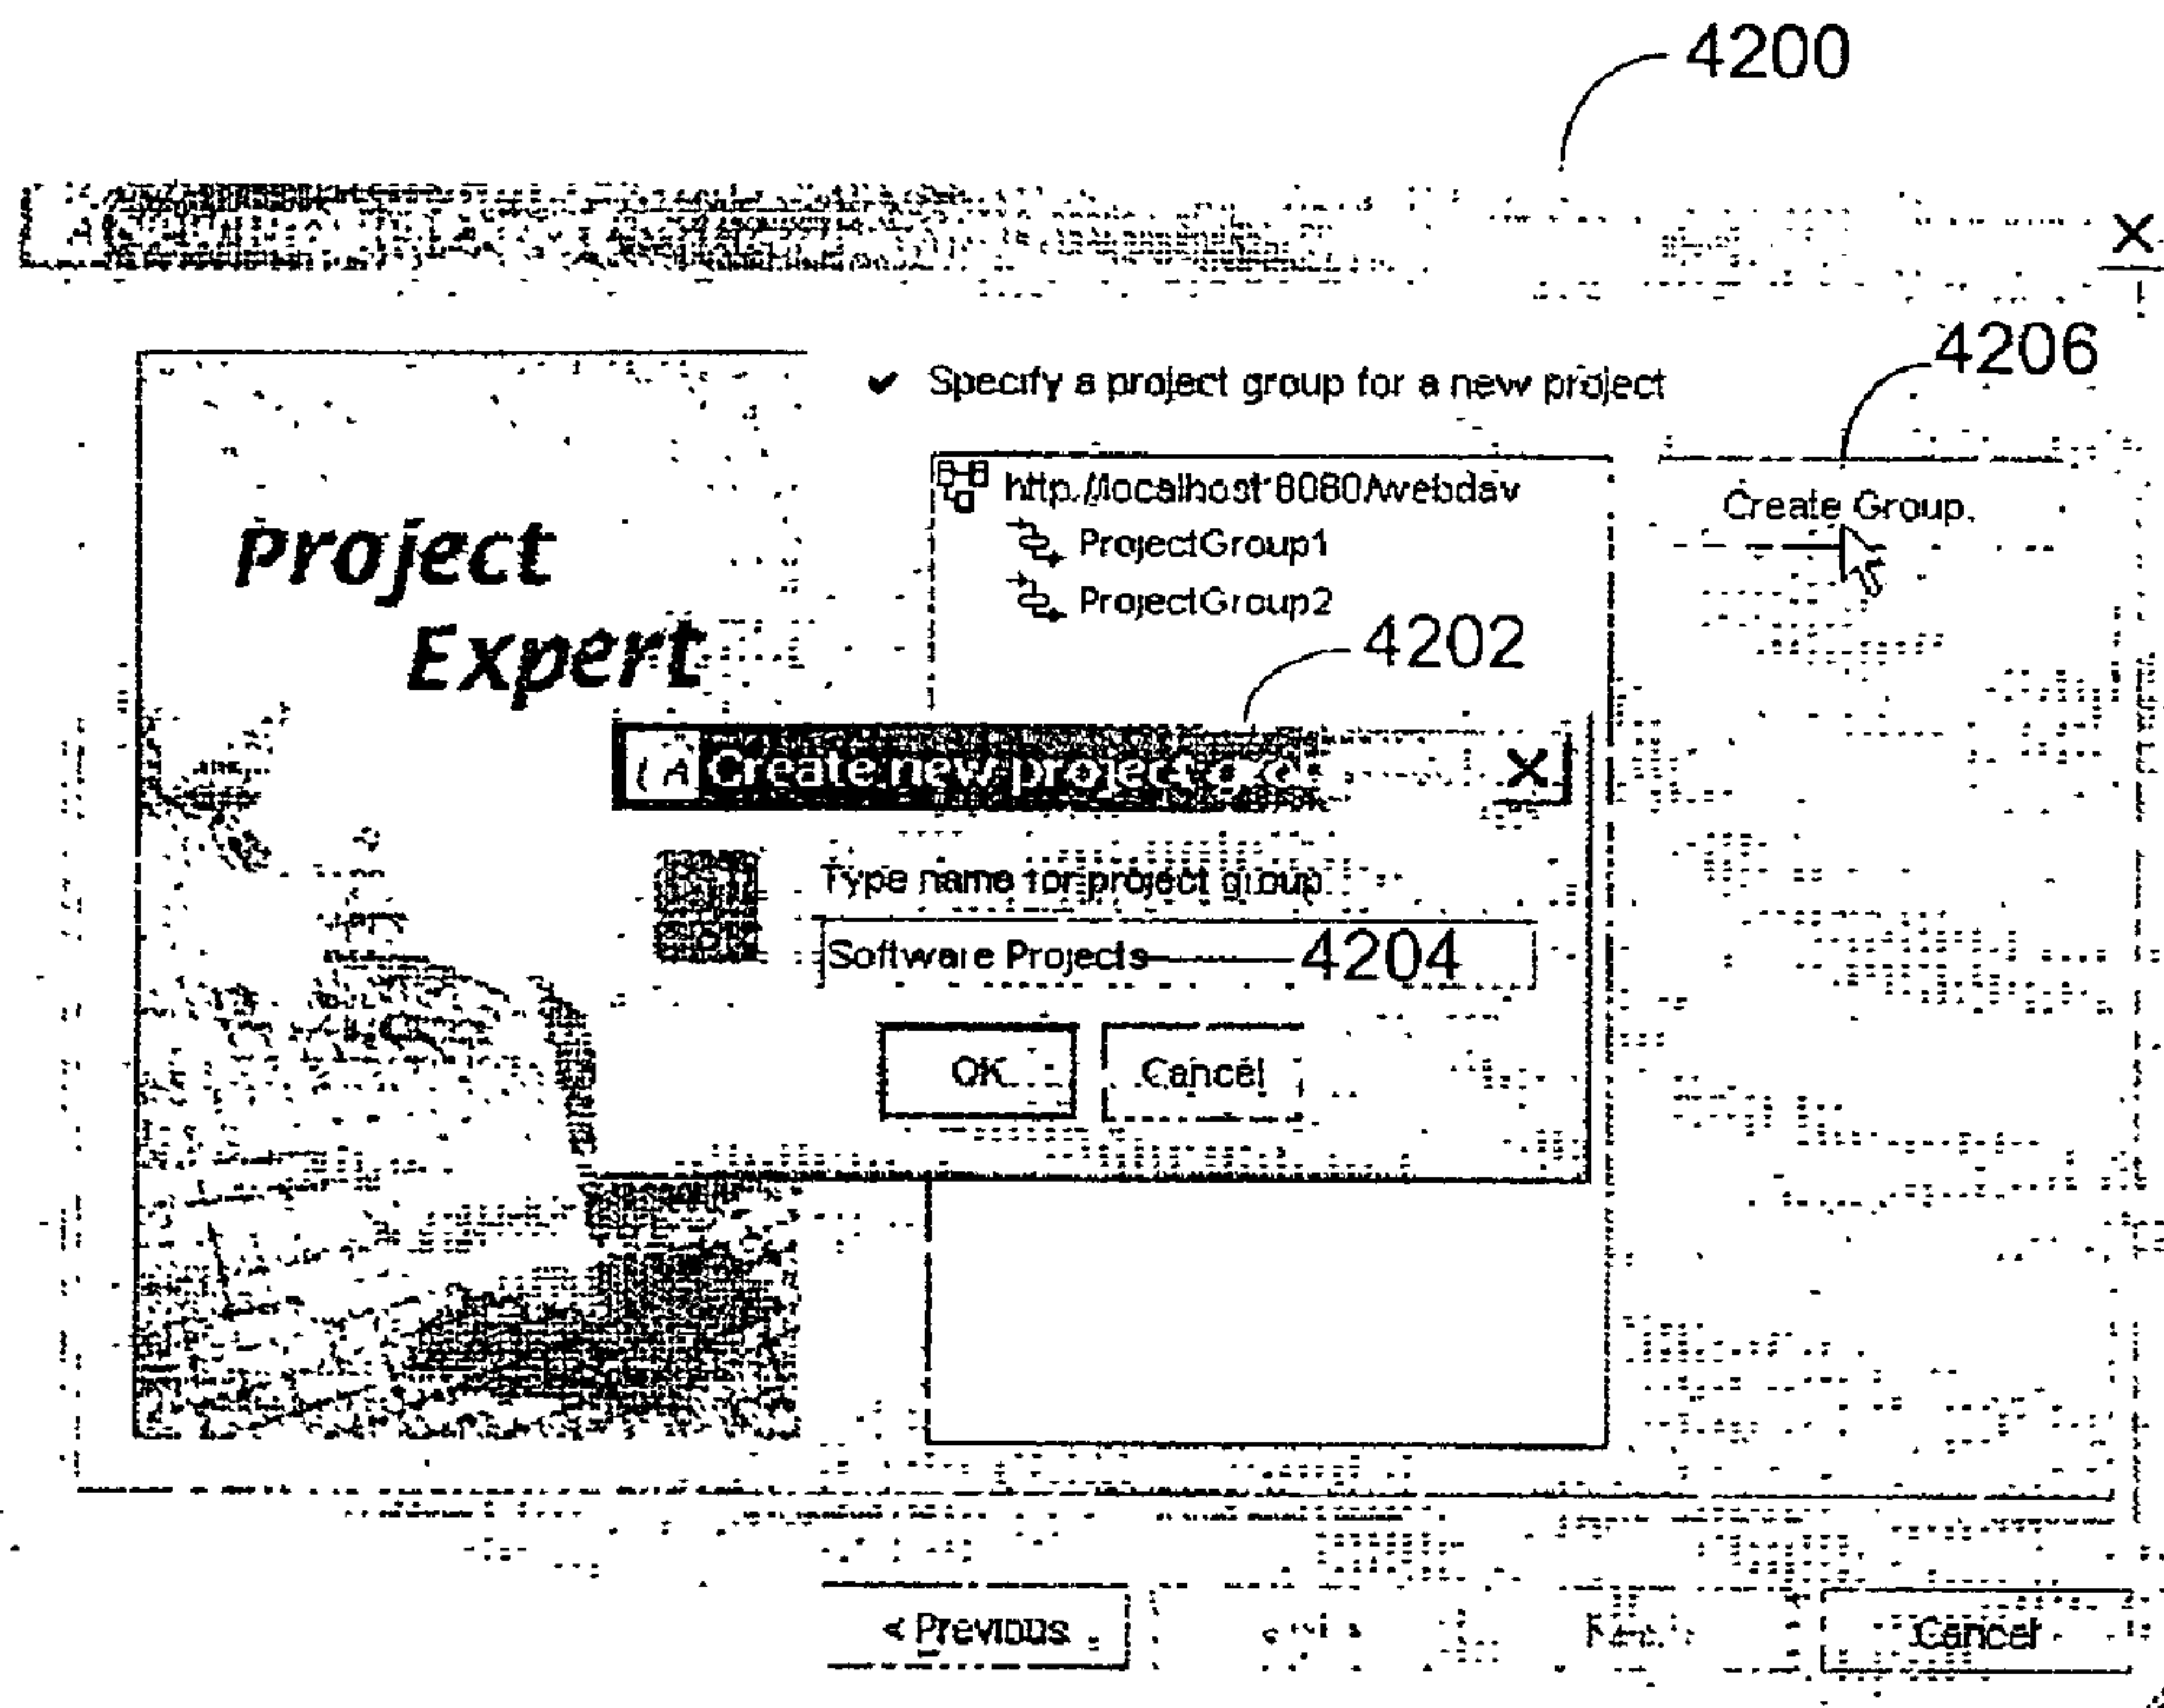 4200
4206
✔ Specify a project group for a new project
http://localhost:8080/webdav
Create Group.
ProjectGroup1
ProjectGroup2
Project
Expert
4202
Create new project
Type name for project group
Software Projects
4204
OK
Cancel
< Previous
Cancel